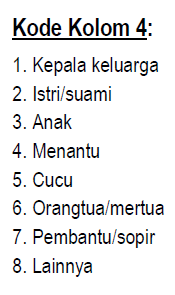 Kode Kolom 4:
1. Kepala keluarga
2. Istri/suami
3. Anak
4. Menantu
5. Cucu
6. Orangtua/mertua
7. Pembantu/sopir
8. Lainnya